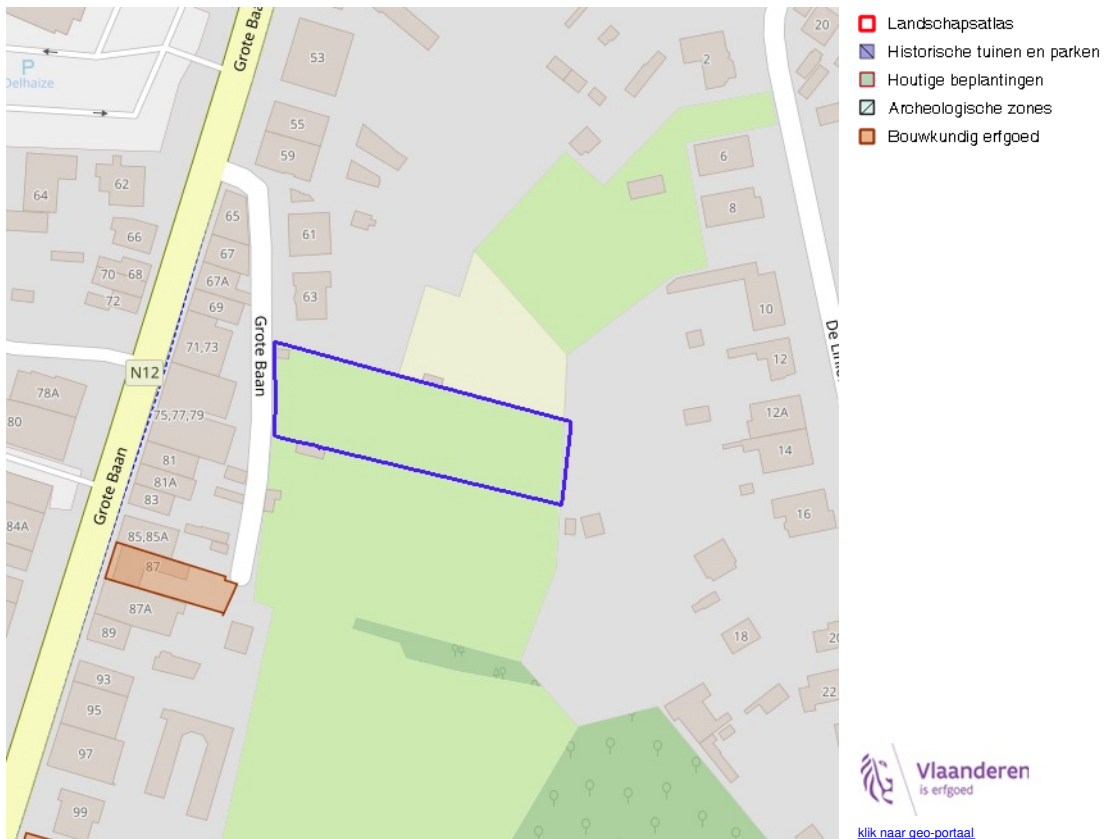 Grote Baan
P
Delhaize
53
2
20
55
59
6
64
62
8
65
66
61
67
70
68
67A
72
69
63
10
71,73
Grote Baan
De Linie
N12
12
78A
75,77,79
12A
80
14
81
Grote Baan
81A
83
16
84A
85,85A
87
87A
89
18
20
93
22
95
97
99
Landschapsatlas
Historische tuinen en parken
Houtige beplantingen
Archeologische zones
Bouwkundig erfgoed
Vlaanderen
is erfgoed
klik naar geo-portaal